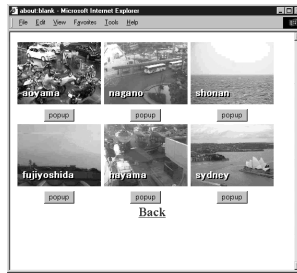 about:blank - Microsoft Internet Explorer
File Edit View Favorites Tools Help
aoyama nagano shonan
popup popup popup
fujiyoshida hayama sydney
popup popup popup
Back